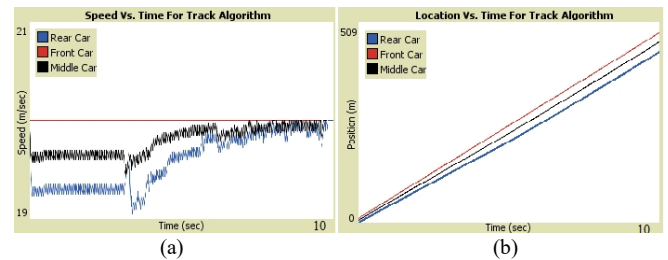 Speed Vs. Time For Track Algorithm
21
Rear Car
Front Car
Middle Car
Speed (m/sec)
19
Time (sec)
10
(a)
Location Vs. Time For Track Algorithm
509
Rear Car
Front Car
Middle Car
Position (m)
0
Time (sec)
10
(b)